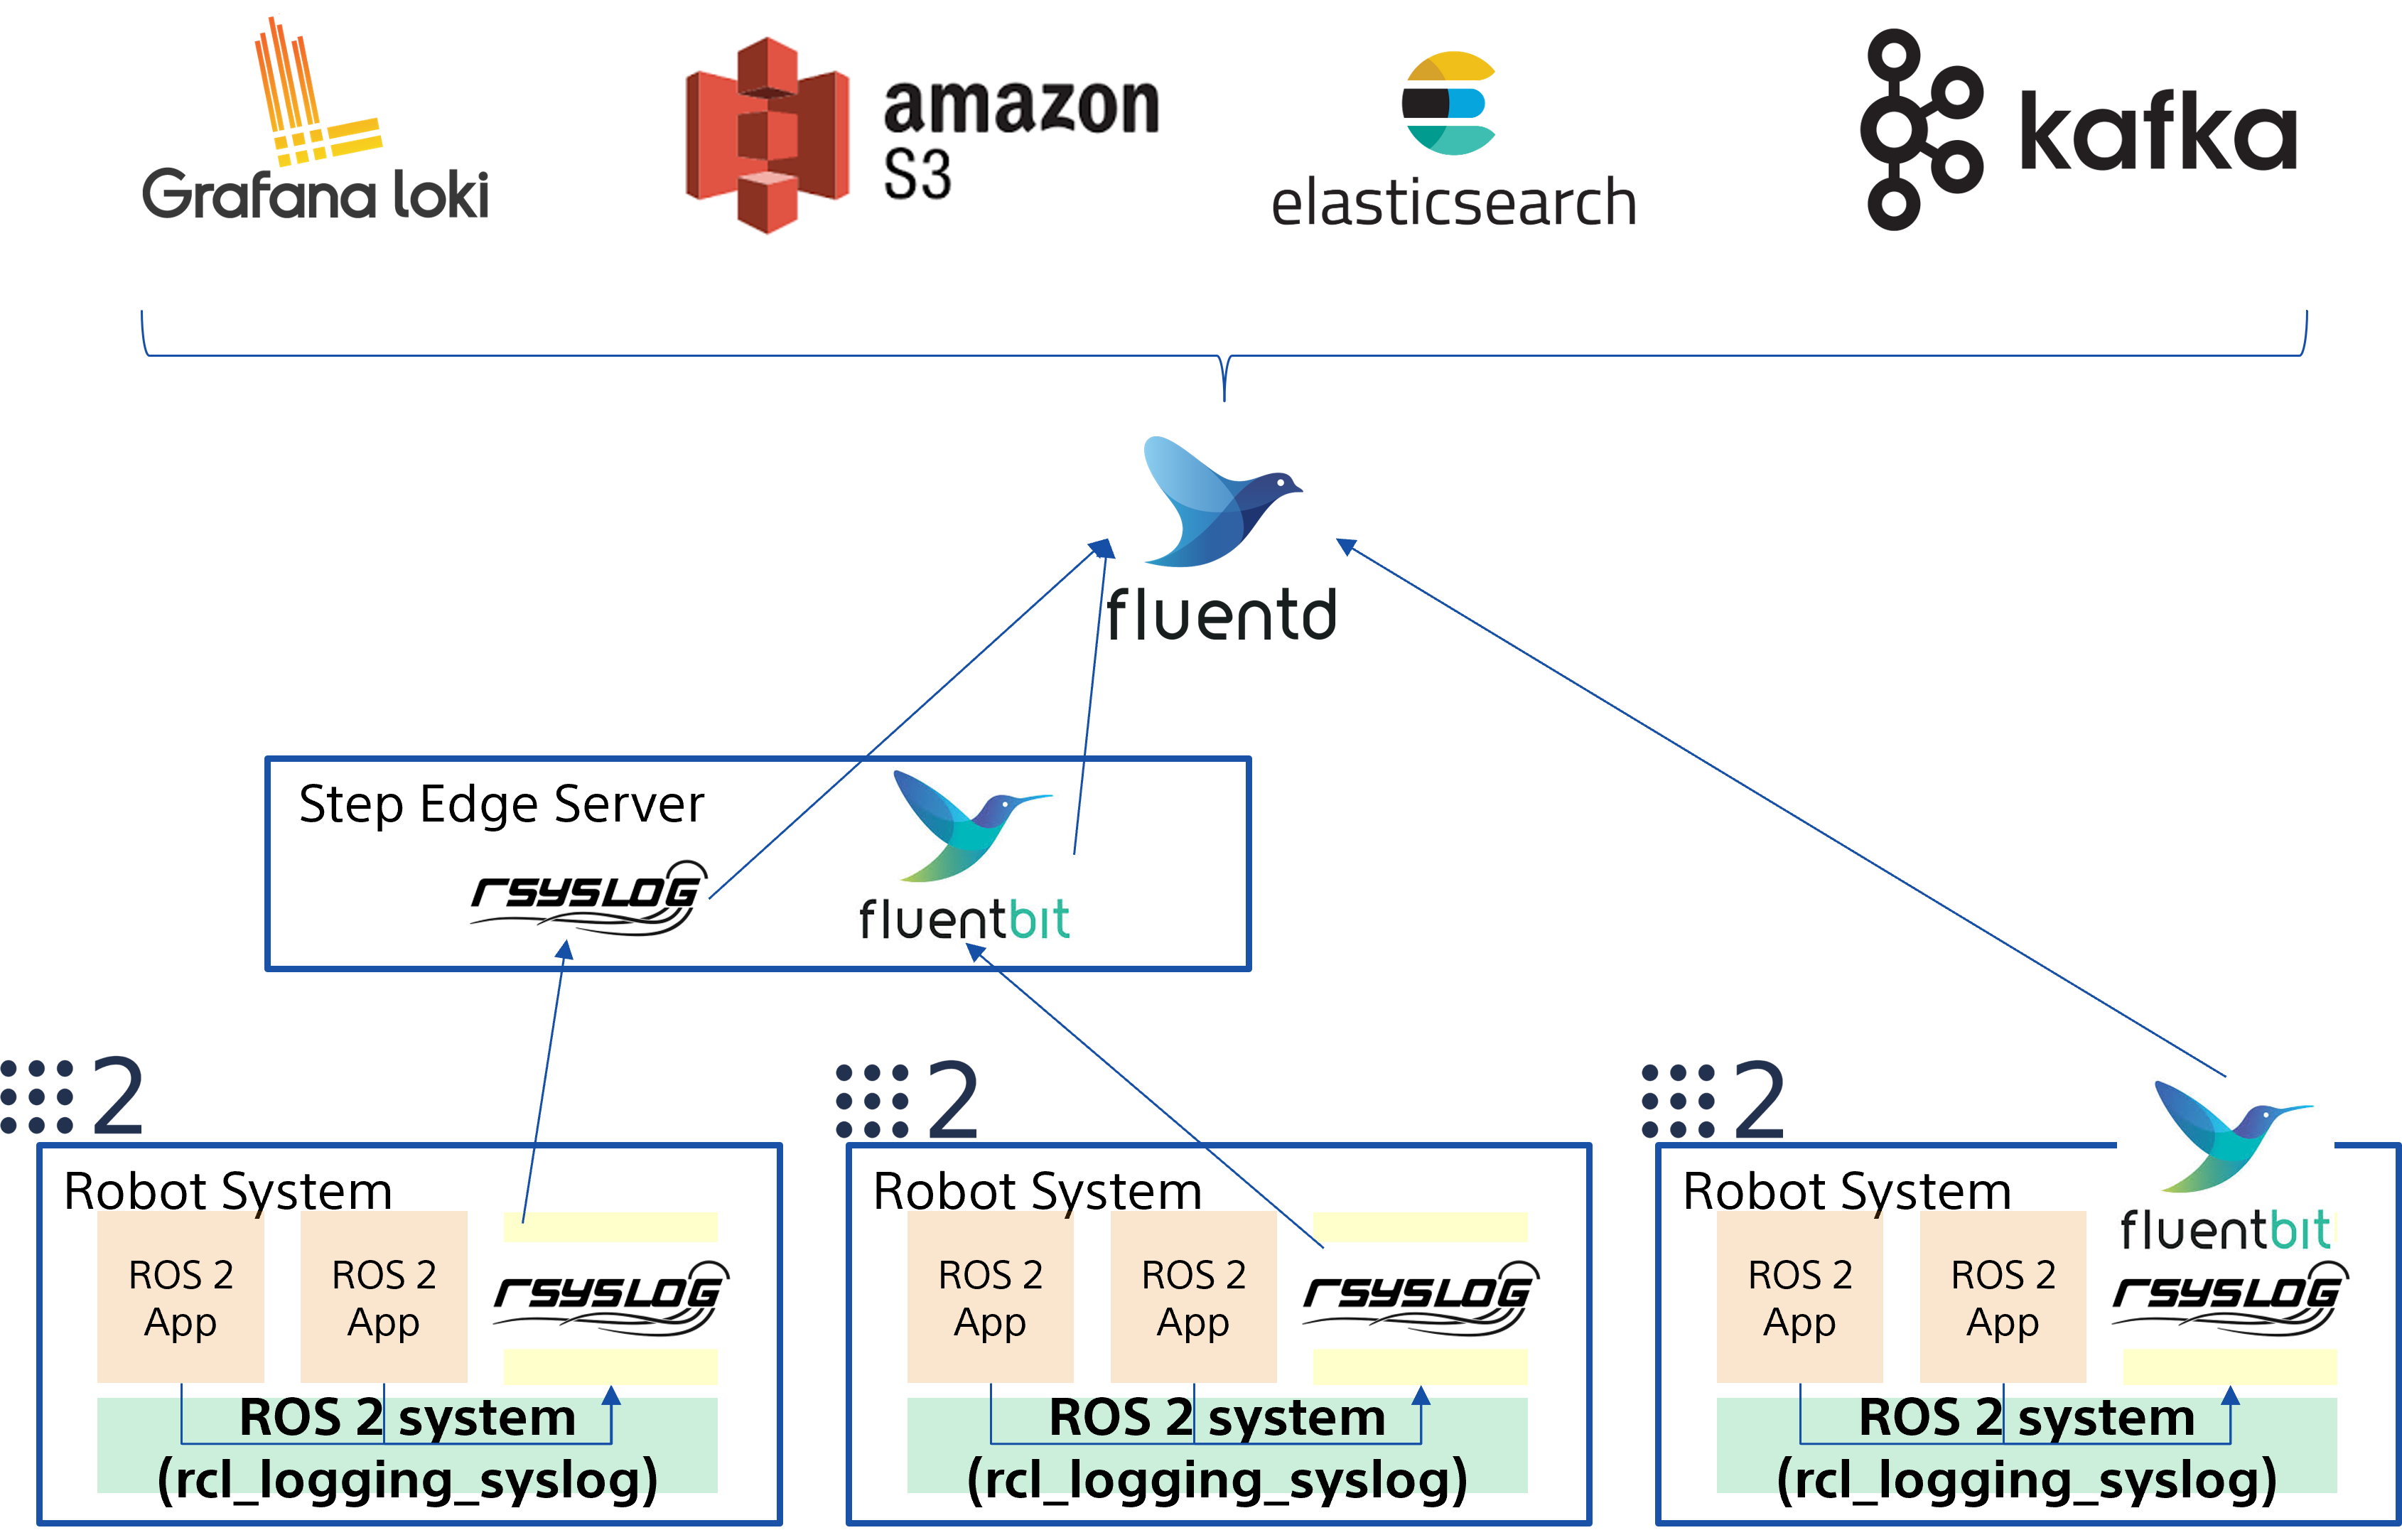 Grafana loki
amazon
S3
elasticsearch
kafka
fluentd
Step Edge Server
rsyslog
fluentbit
2
2
2
Robot System
ROS 2
App
ROS 2
App
rsyslog
ROS 2 system
(rcl_logging_syslog)
Robot System
ROS 2
App
ROS 2
App
rsyslog
ROS 2 system
(rcl_logging_syslog)
Robot System
fluentbit
ROS 2
App
ROS 2
App
rsyslog
ROS 2 system
(rcl_logging_syslog)